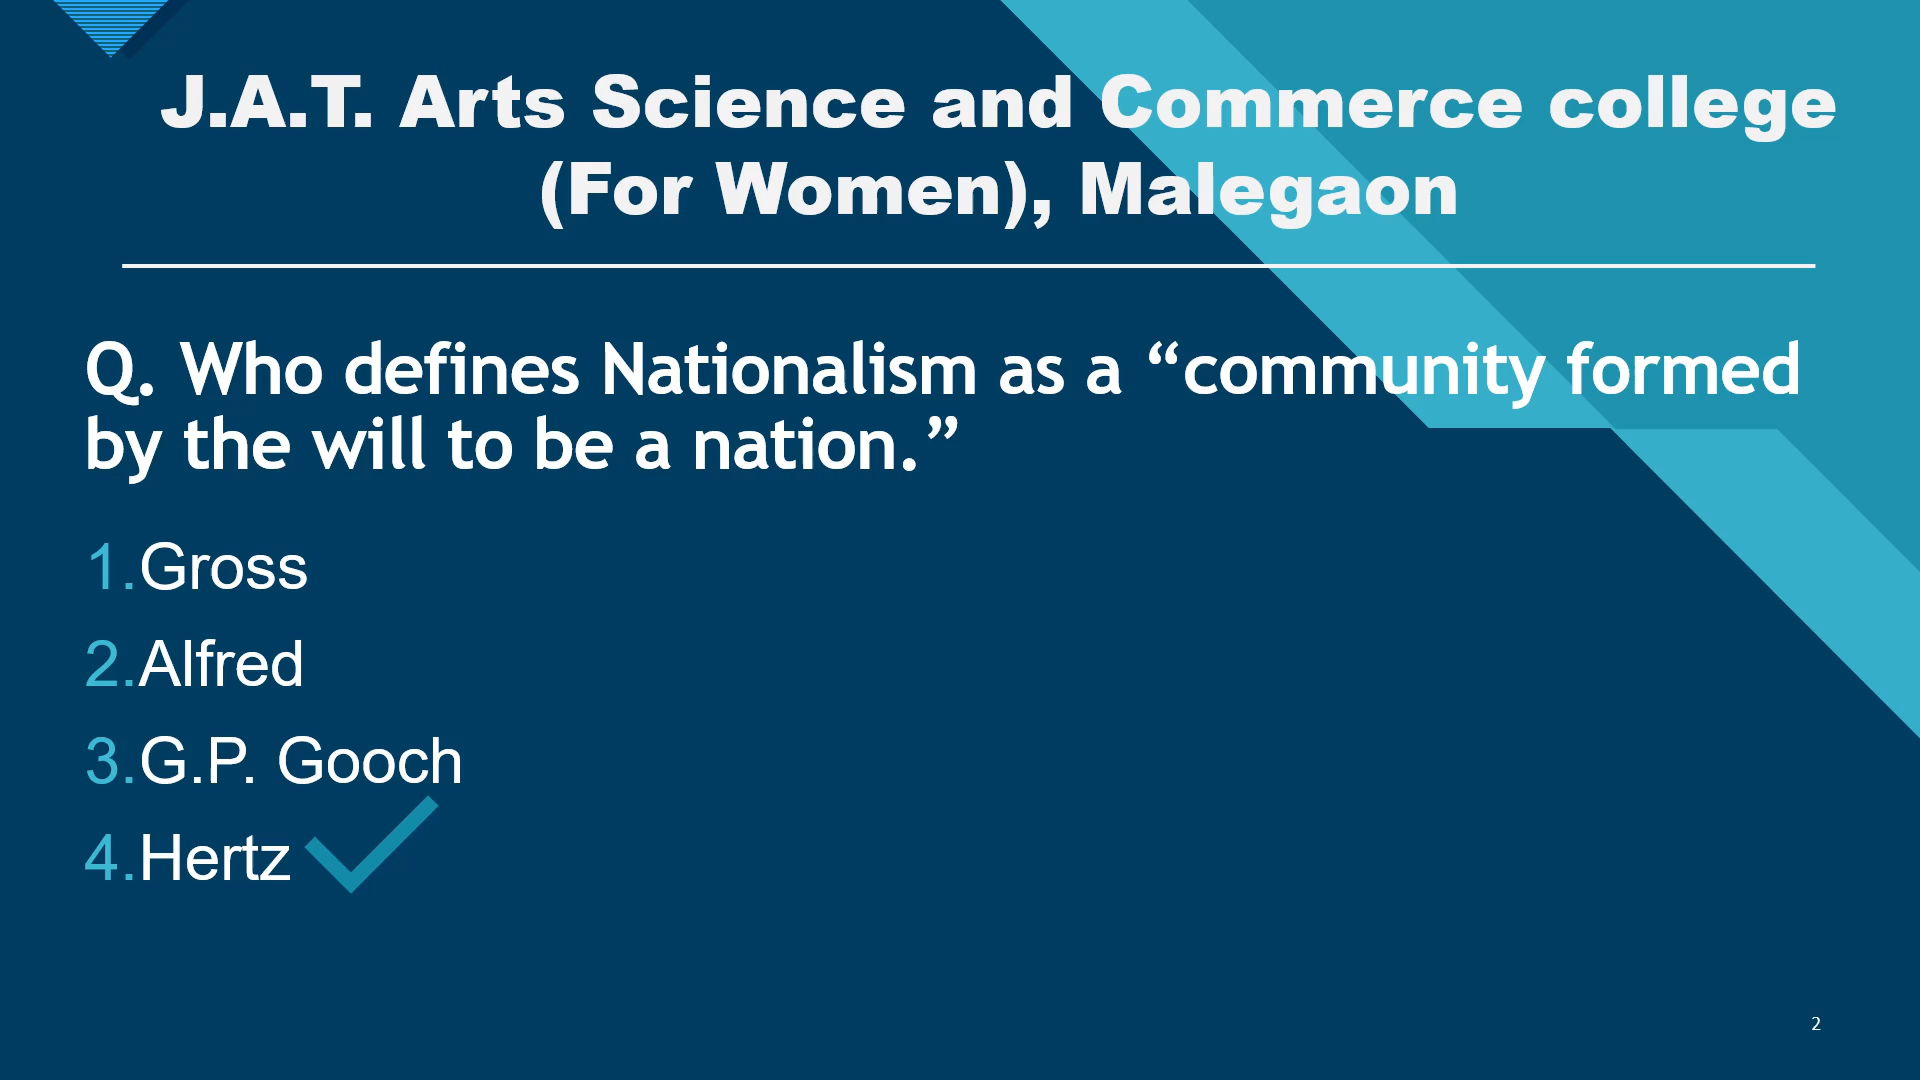 J.A.T. Arts Science and Commerce college
(For Women), Malegaon
Q. Who defines Nationalism as a “community formed
by the will to be a nation.”
1.Gross
2.Alfred
3.G.P. Gooch
4.Hertz
2